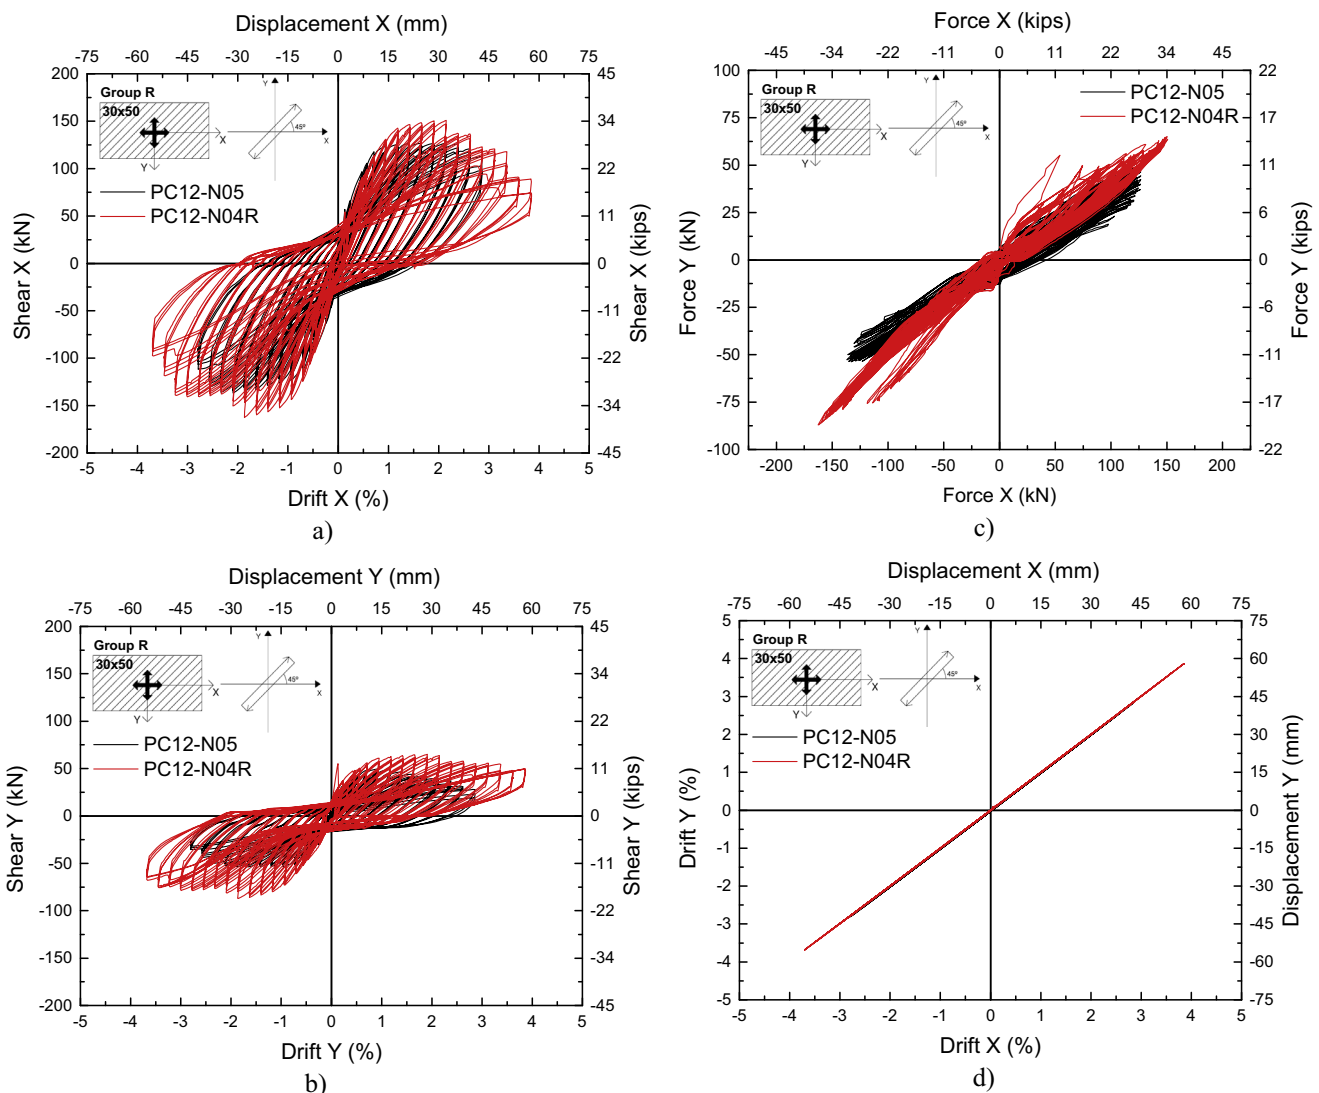 Displacement X (mm)
-75 -60 -45 -30 -15 0 15 30 45 60 75
200 150 100 50 0 -50 -100 -150 -200
Shear X (kN)
45 34 22 11 0 -11 -22 -34 -45
Shear X (kips)
Group R
30x50
X
Y
Y
45º
X
PC12-N05
PC12-N04R
-5 -4 -3 -2 -1 0 1 2 3 4 5
Drift X (%)
a)
Force X (kips)
-45 -34 -22 -11 0 11 22 34 45
100 75 50 25 0 -25 -50 -75 -100
Force Y (kN)
22 17 11 6 0 -6 -11 -17 -22
Force Y (kips)
Group R
30x50
X
Y
Y
45º
X
PC12-N05
PC12-N04R
-200 -150 -100 -50 0 50 100 150 200
Force X (kN)
c)
Displacement Y (mm)
-75 -60 -45 -30 -15 0 15 30 45 60 75
200 150 100 50 0 -50 -100 -150 -200
Shear Y (kN)
45 34 22 11 0 -11 -22 -34 -45
Shear Y (kips)
Group R
30x50
X
Y
Y
45º
X
PC12-N05
PC12-N04R
-5 -4 -3 -2 -1 0 1 2 3 4 5
Drift Y (%)
b)
Displacement X (mm)
-75 -60 -45 -30 -15 0 15 30 45 60 75
5 4 3 2 1 0 -1 -2 -3 -4 -5
Drift Y (%)
75 60 45 30 15 0 -15 -30 -45 -60 -75
Displacement Y (mm)
Group R
30x50
X
Y
Y
45º
X
PC12-N05
PC12-N04R
-5 -4 -3 -2 -1 0 1 2 3 4 5
Drift X (%)
d)